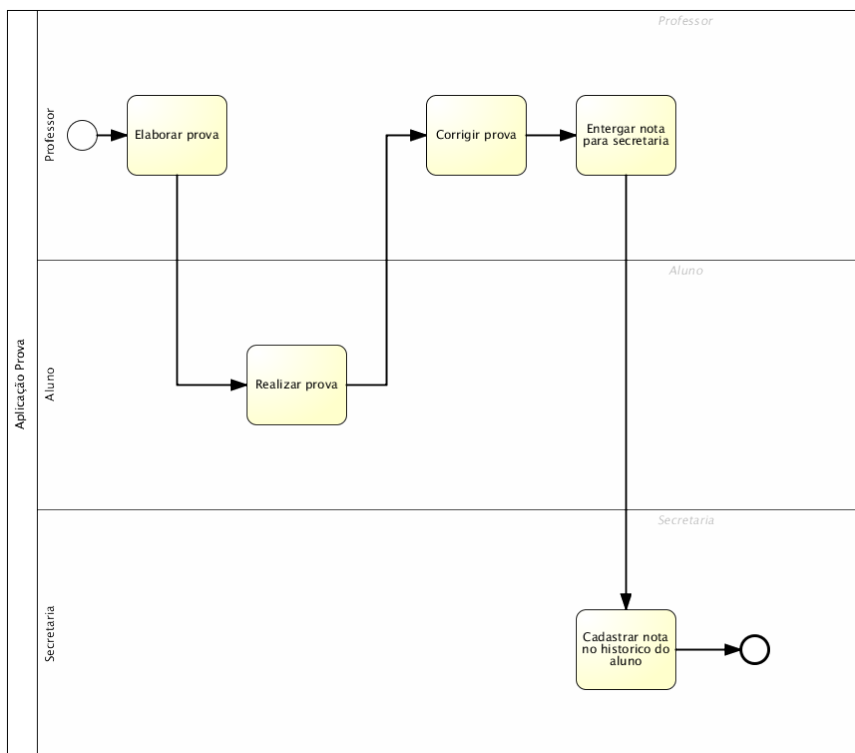 Aplicação Prova
Professor
Professor
Elaborar prova
Corrigir prova
Entergar nota
para secretaria
Aluno
Aluno
Realizar prova
Secretaria
Secretaria
Cadastrar nota
no historico do
aluno